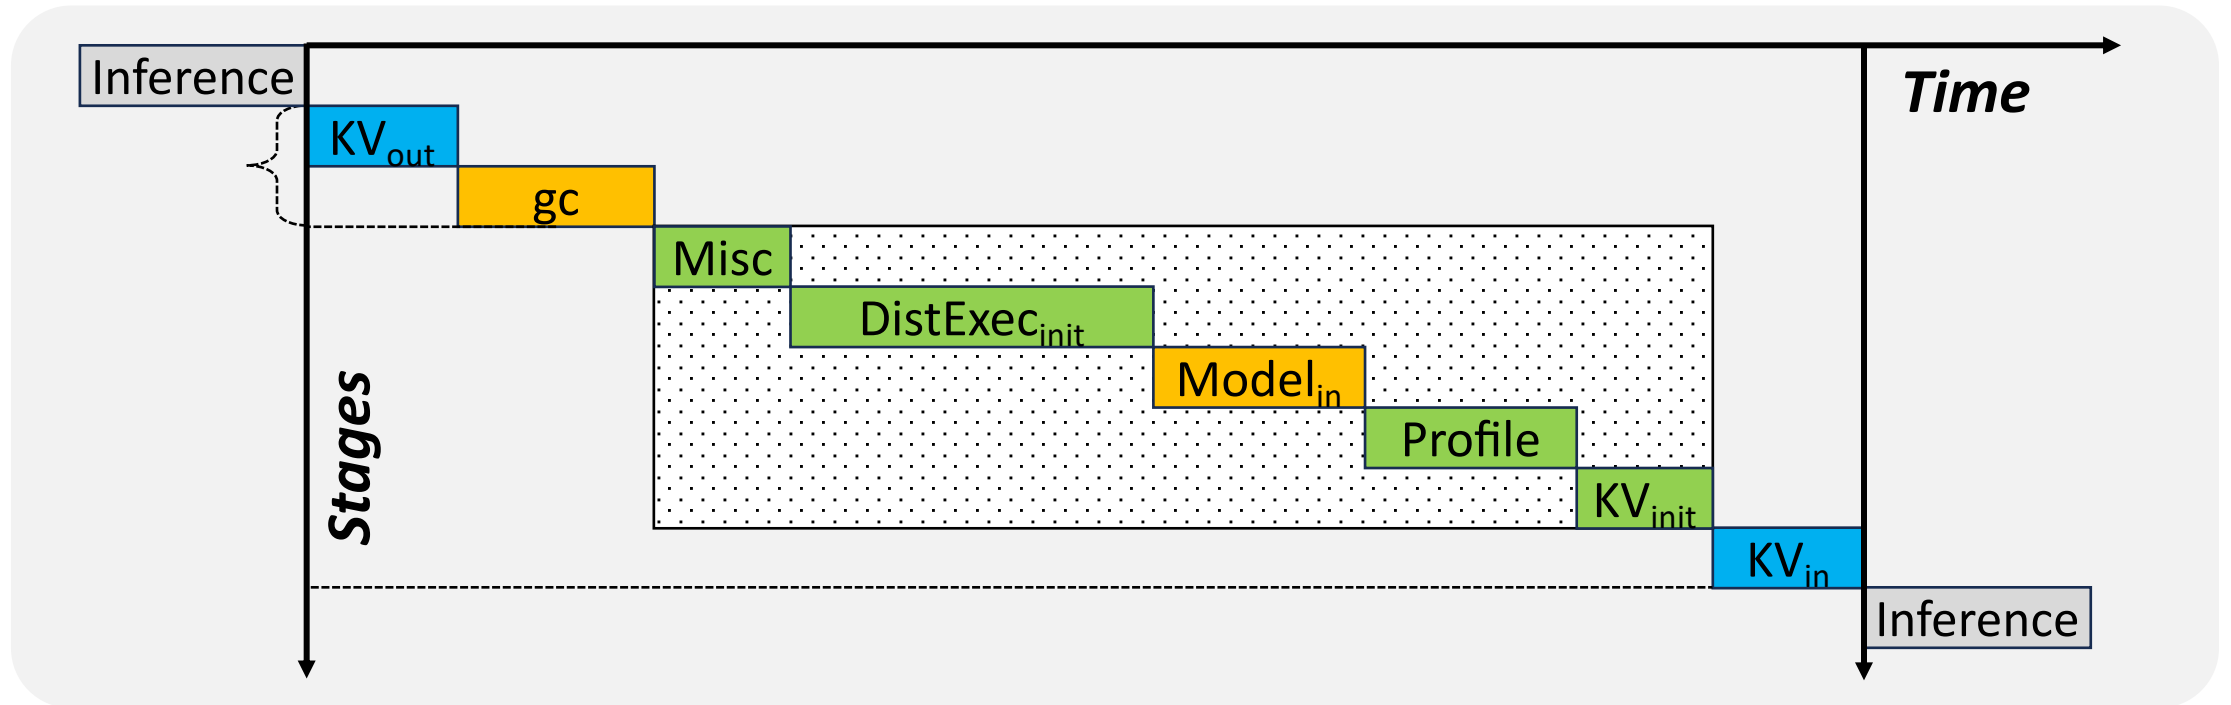 Inference
Time
KVout
gc
Misc
DistExecinit
Stages
Modelin
Profile
KVinit
KVin
Inference